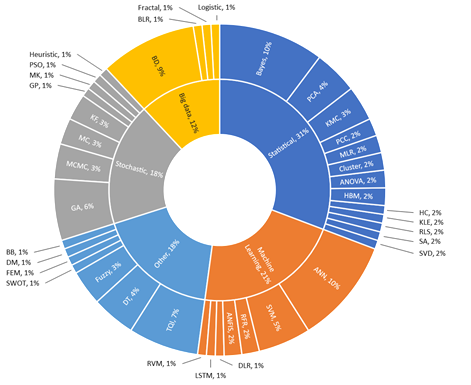 Fractal, 1%
Logistic, 1%
BLR, 1%
Heuristic, 1%
PSO, 1%
MK, 1%
GP, 1%
BD, 9%
Bayes, 10%
PCA, 4%
KMC, 3%
PCC, 2%
MLR, 2%
Cluster, 2%
ANOVA, 2%
HBM, 2%
HC, 2%
KLE, 2%
RLS, 2%
SA, 2%
SVD, 2%
Big data, 12%
Statistical, 31%
Stochastic, 18%
KF, 3%
MC, 3%
MCMC, 3%
GA, 6%
Other, 18%
Machine
Learning, 21%
BB, 1%
DM, 1%
FEM, 1%
SWOT, 1%
Fuzzy, 3%
DT, 4%
TQI, 7%
ANN, 10%
SVM, 5%
RFR, 2%
ANFIS, 2%
DLR, 1%
LSTM, 1%
RVM, 1%